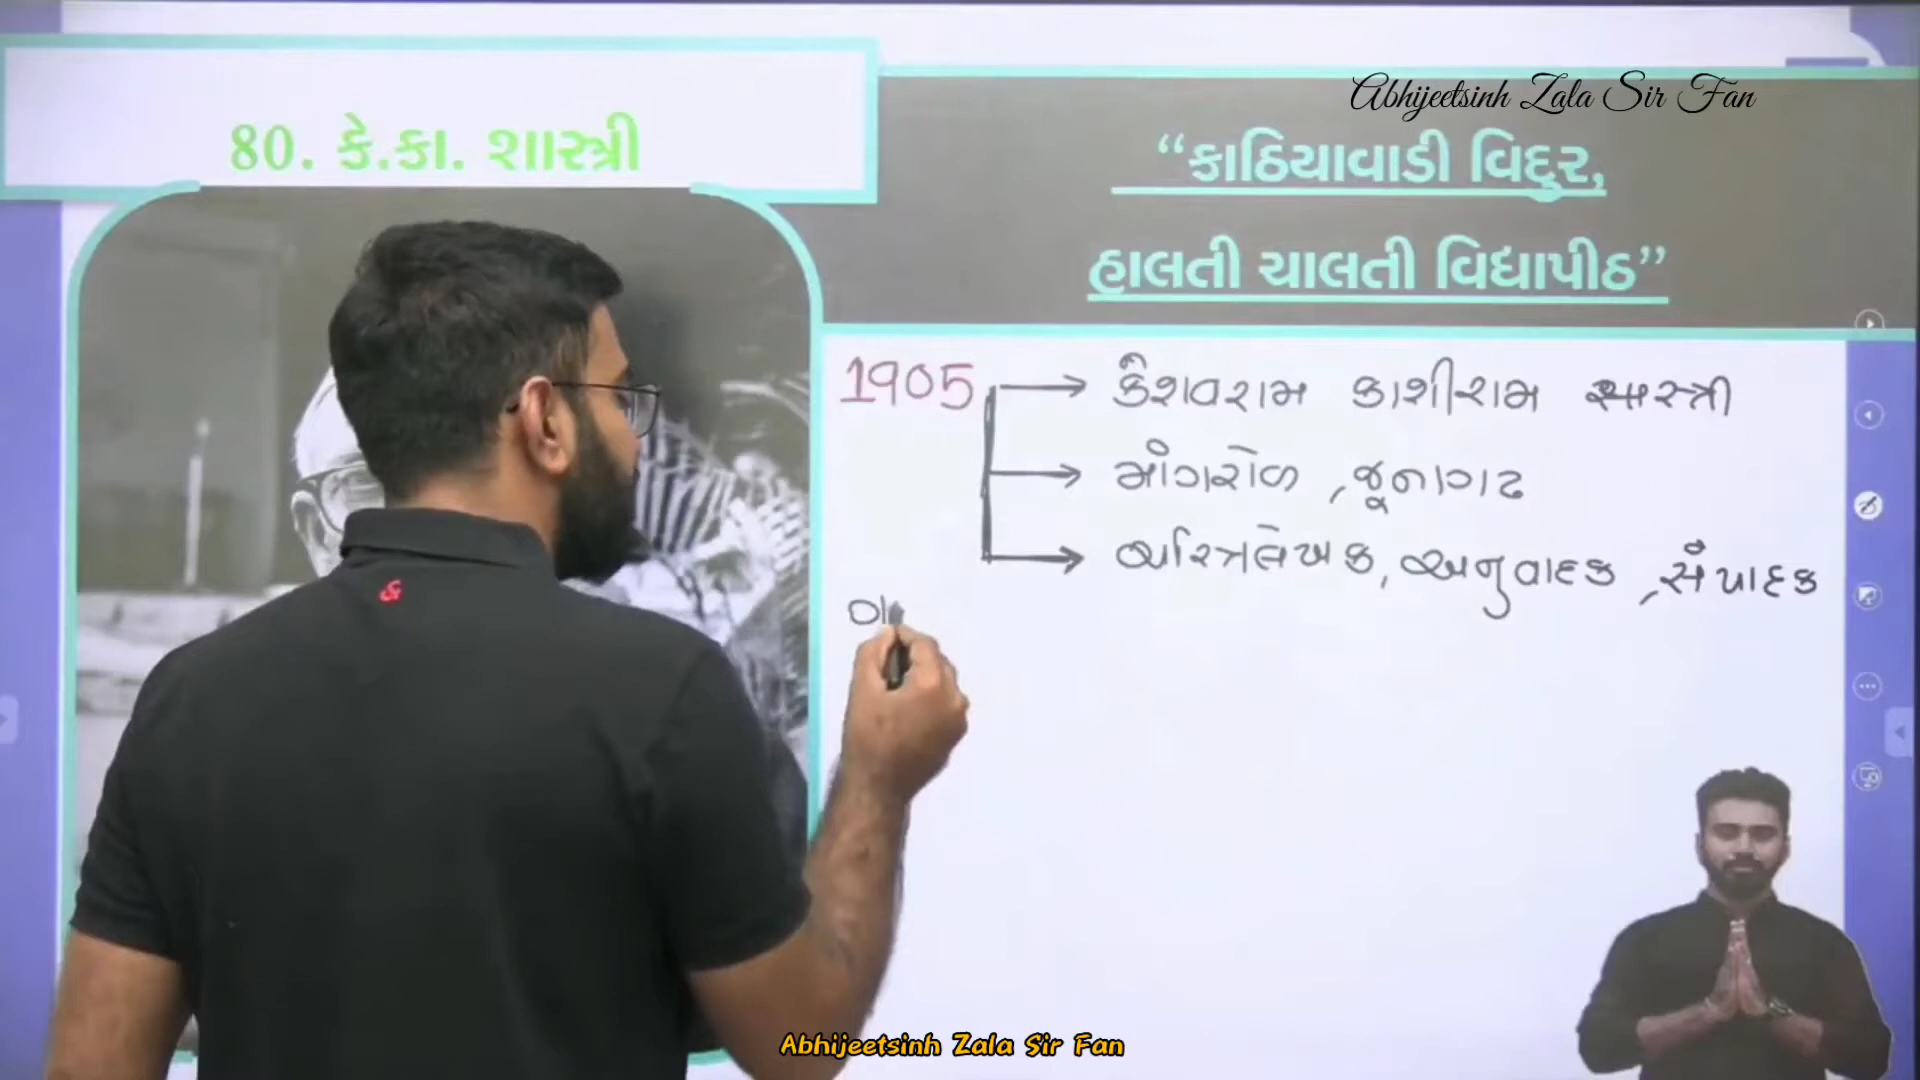 Abhijeetsinh Zala Sir Fan
80. કે.કા. શાસ્ત્રી
“કાઠિયાવાડી વિદુર,
હાલતી ચાલતી વિદ્યાપીઠ”
1905 → કેશવરામ કાશીરામ શાસ્ત્રી
→ માંગરોળ, જૂનાગઢ
→ ચરિત્રલેખક, અનુવાદક, સંપાદક
Abhijeetsinh Zala Sir Fan